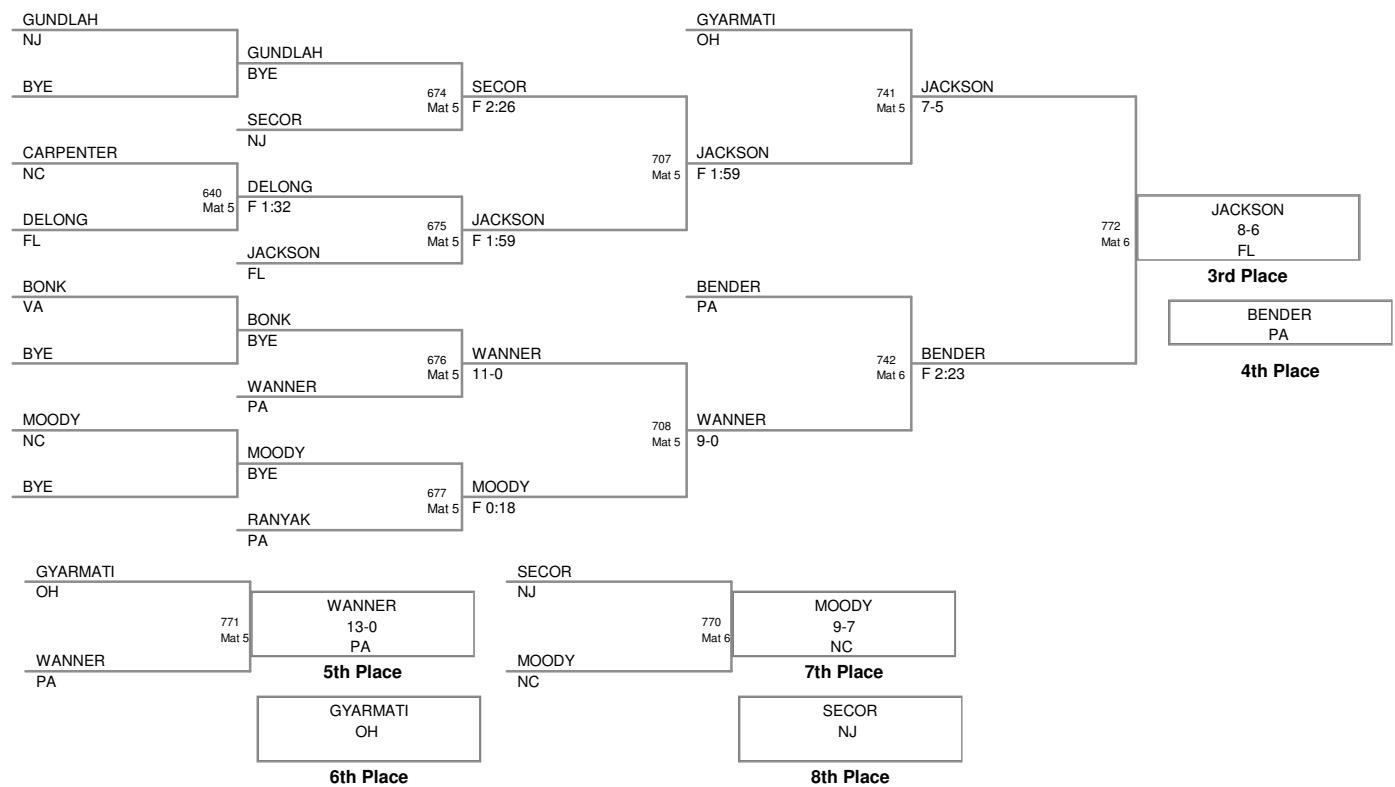 GUNDLAH
NJ
BYE
CARPENTER
NC
640
Mat 5
DELONG
FL
BONK
VA
BYE
MOODY
NC
BYE
GUNDLAH
BYE
674
Mat 5
SECOR
NJ
DELONG
F 1:32
675
Mat 5
JACKSON
FL
BONK
BYE
676
Mat 5
WANNER
PA
MOODY
BYE
677
Mat 5
RANYAK
PA
SECOR
F 2:26
707
Mat 5
JACKSON
F 1:59
WANNER
11-0
708
Mat 5
MOODY
F 0:18
GYARMATI
OH
741
Mat 5
JACKSON
F 1:59
BENDER
PA
742
Mat 6
WANNER
9-0
JACKSON
7-5
772
Mat 6
BENDER
F 2:23
JACKSON
8-6
FL
3rd Place
BENDER
PA
4th Place
GYARMATI
OH
771
Mat 5
WANNER
PA
WANNER
13-0
PA
5th Place
GYARMATI
OH
6th Place
SECOR
NJ
770
Mat 6
MOODY
NC
MOODY
9-7
NC
7th Place
SECOR
NJ
8th Place